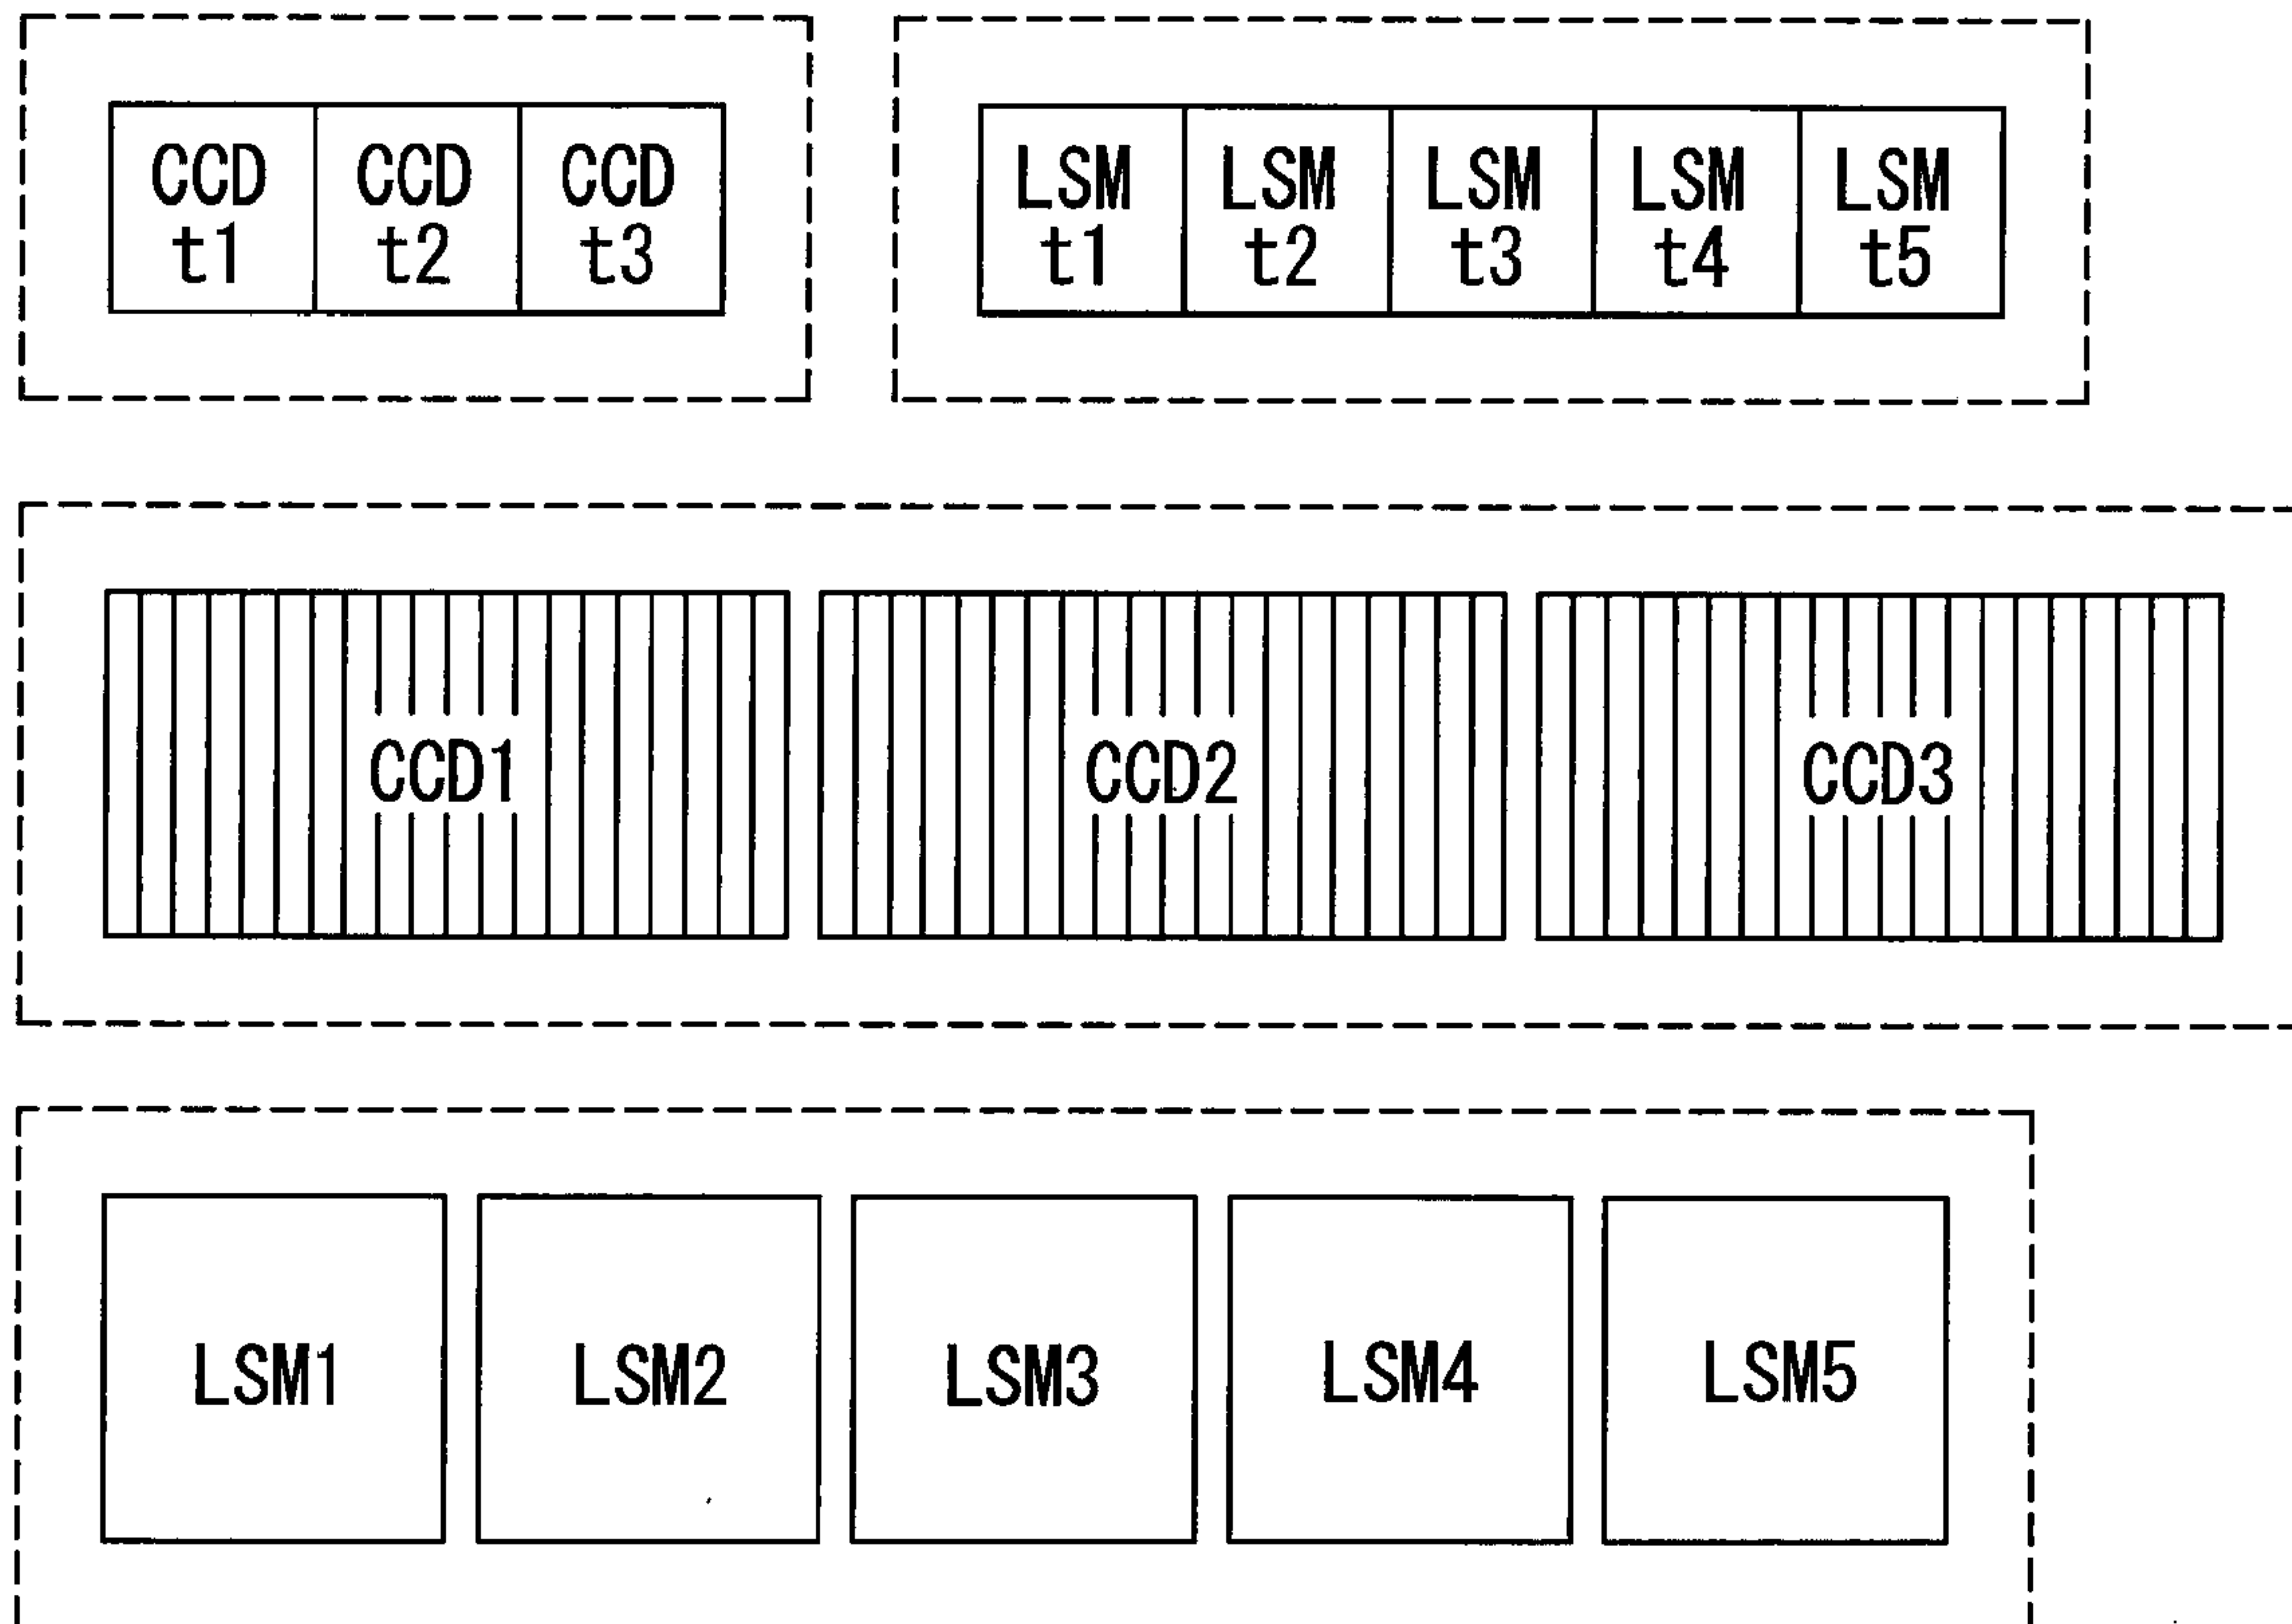 CCD CCD CCD
t1 t2 t3
LSM LSM LSM LSM LSM
t1 t2 t3 t4 t5
CCD1 CCD2 CCD3
LSM1 LSM2 LSM3 LSM4 LSM5